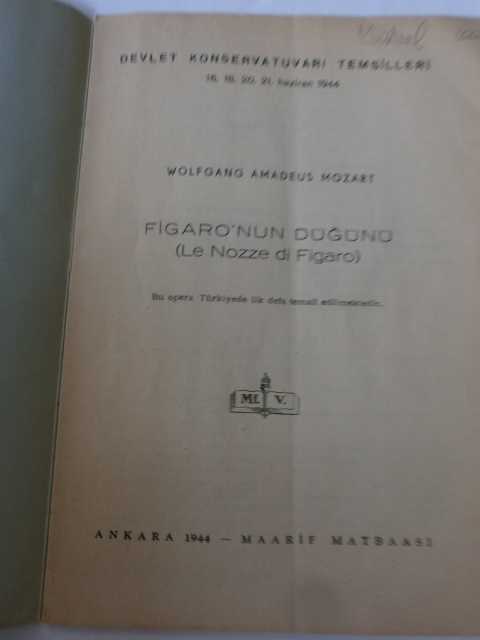 DEVLET KONSERVATUVARI TEMSİLLERİ
16, 18, 20, 21, haziran 1944
WOLFGANG AMADEUS MOZART
FİGARO'NUN DÜĞÜNÜ
(Le Nozze di Figaro)
Bu opera Türkiyede ilk defa temsil edilmektedir.
M. V.
ANKARA 1944 — MAARİF MATBAASI